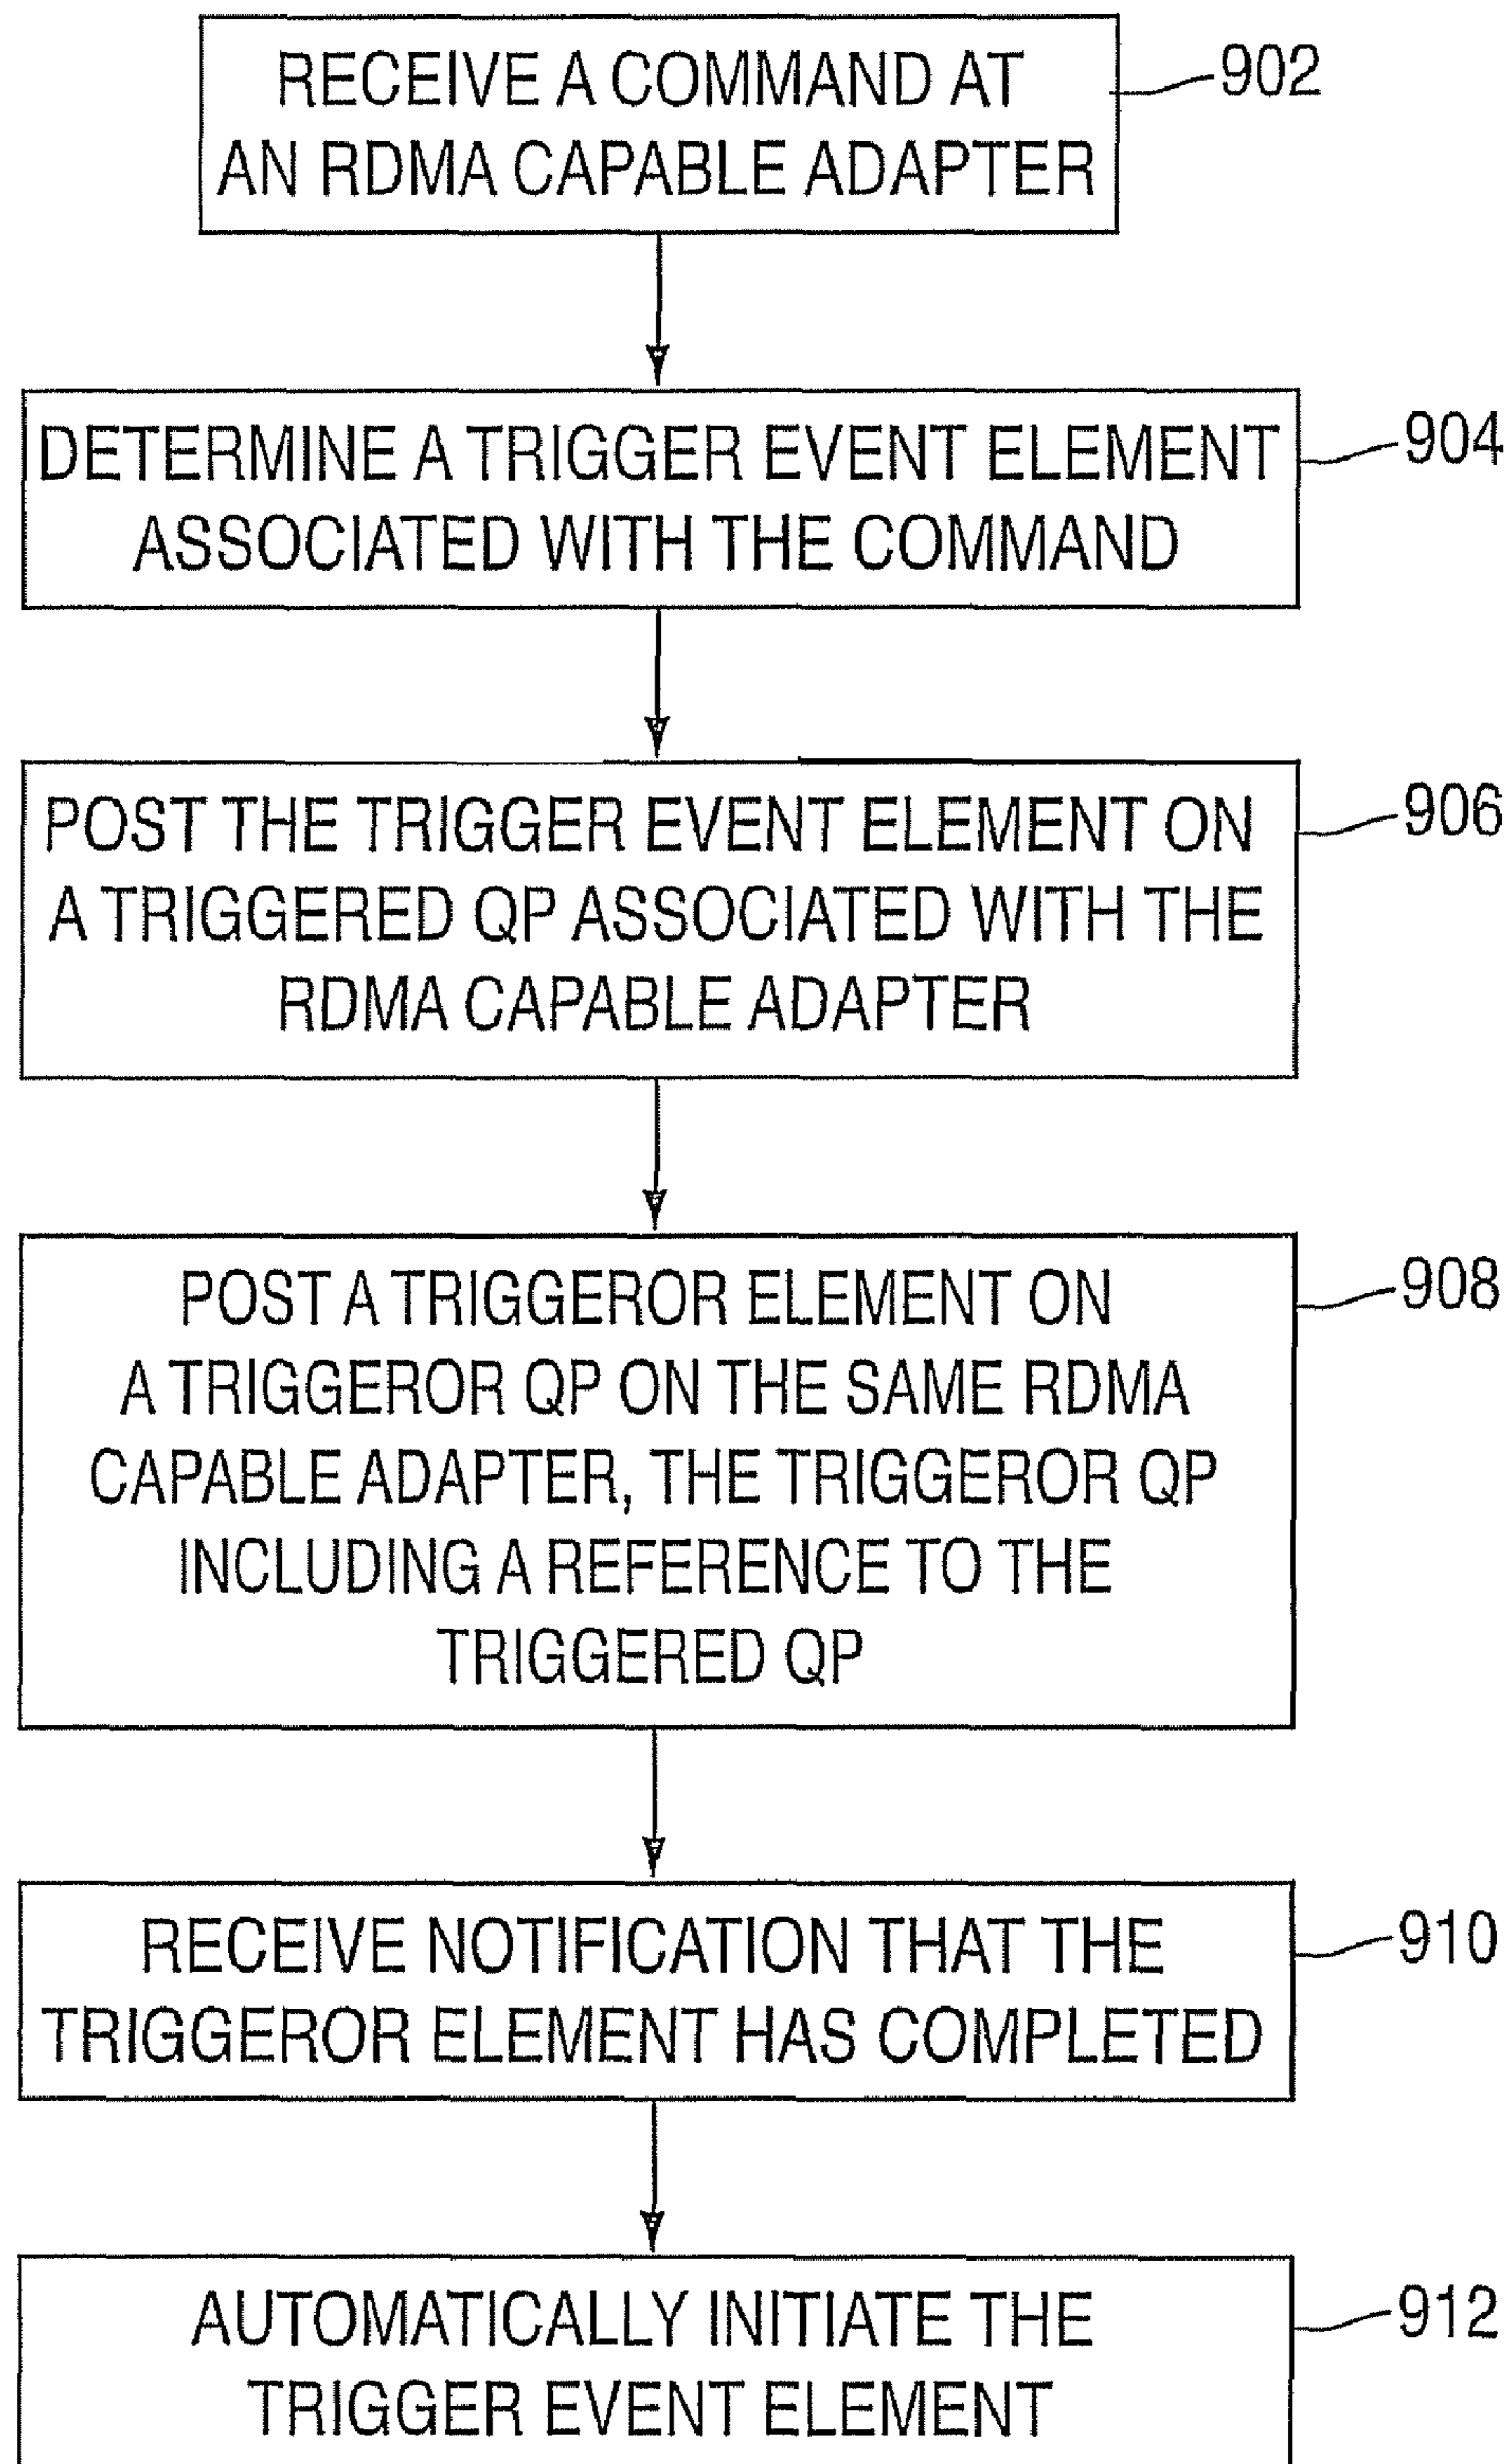 RECEIVE A COMMAND AT
AN RDMA CAPABLE ADAPTER
902
DETERMINE A TRIGGER EVENT ELEMENT
ASSOCIATED WITH THE COMMAND
904
POST THE TRIGGER EVENT ELEMENT ON
A TRIGGERED QP ASSOCIATED WITH THE
RDMA CAPABLE ADAPTER
906
POST A TRIGGEROR ELEMENT ON
A TRIGGEROR QP ON THE SAME RDMA
CAPABLE ADAPTER, THE TRIGGEROR QP
INCLUDING A REFERENCE TO THE
TRIGGERED QP
908
RECEIVE NOTIFICATION THAT THE
TRIGGEROR ELEMENT HAS COMPLETED
910
AUTOMATICALLY INITIATE THE
TRIGGER EVENT ELEMENT
912